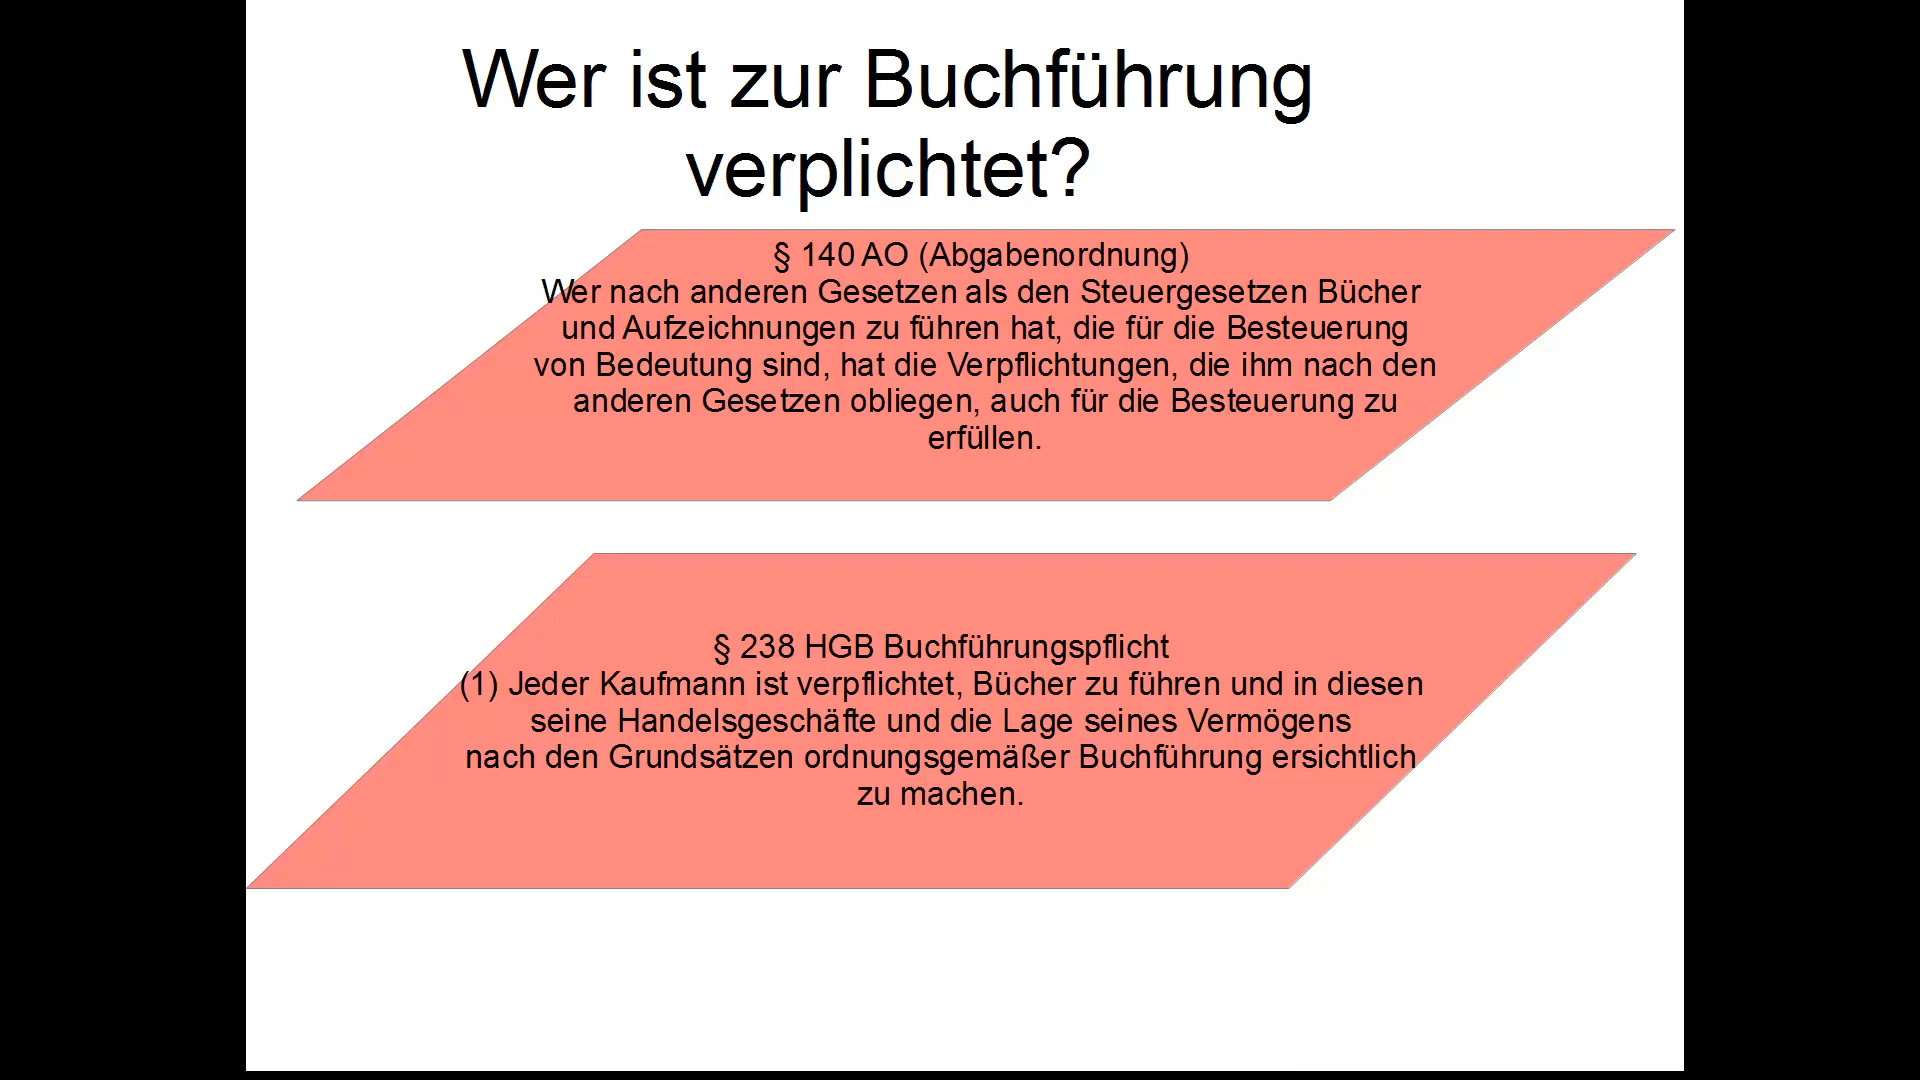 Wer ist zur Buchführung
verplichtet?
§ 140 AO (Abgabenordnung)
Wer nach anderen Gesetzen als den Steuergesetzen Bücher
und Aufzeichnungen zu führen hat, die für die Besteuerung
von Bedeutung sind, hat die Verpflichtungen, die ihm nach den
anderen Gesetzen obliegen, auch für die Besteuerung zu
erfüllen.
§ 238 HGB Buchführungspflicht
(1) Jeder Kaufmann ist verpflichtet, Bücher zu führen und in diesen
seine Handelsgeschäfte und die Lage seines Vermögens
nach den Grundsätzen ordnungsgemäßer Buchführung ersichtlich
zu machen.